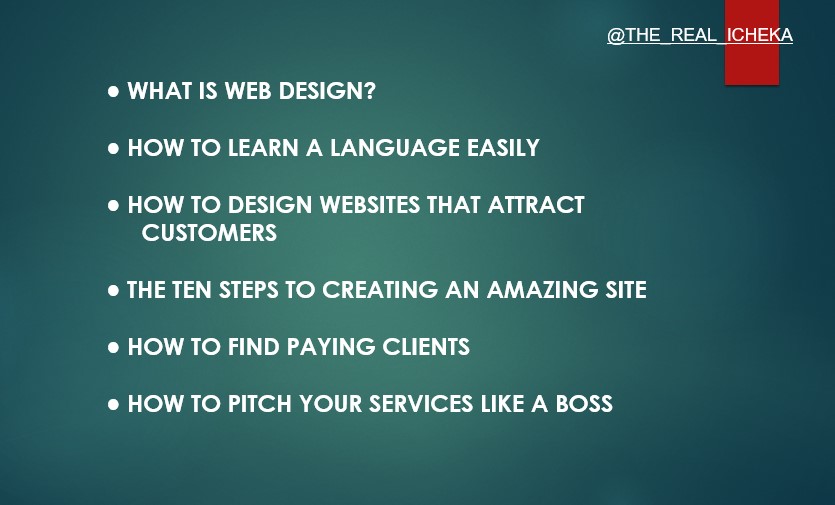 @THE_REAL_ICHEKA
● WHAT IS WEB DESIGN?
● HOW TO LEARN A LANGUAGE EASILY
● HOW TO DESIGN WEBSITES THAT ATTRACT
CUSTOMERS
● THE TEN STEPS TO CREATING AN AMAZING SITE
● HOW TO FIND PAYING CLIENTS
● HOW TO PITCH YOUR SERVICES LIKE A BOSS